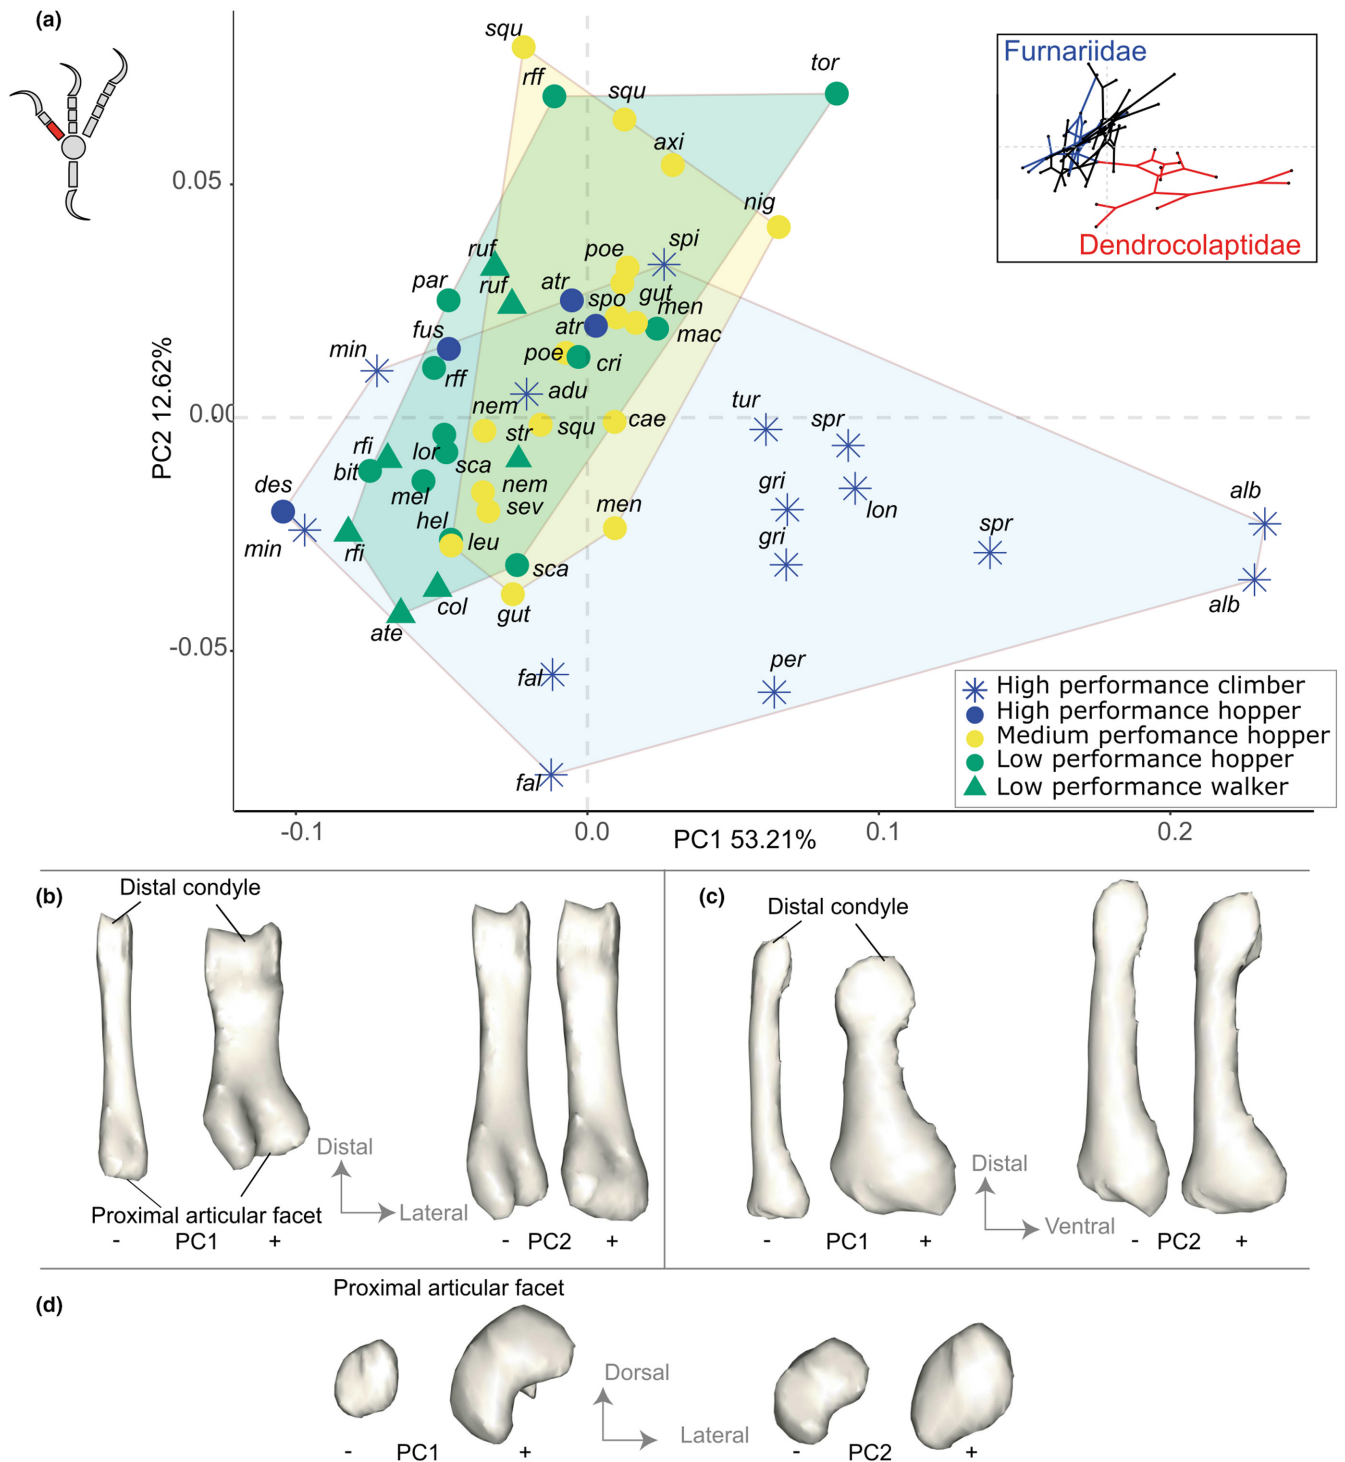 (a)
squ
rff
squ
tor
axi
nig
Furnariidae
Dendrocolaptidae
0.05
ruf
ruf
par
poe
spi
atr
spo
gut
men
fus
atr
mac
min
rff
poe
cri
adu
PC2 12.62%
0.00
nem
str
squ
cae
tur
spr
rfi
lor
bit
sca
des
mel
nem
sev
men
gri
lon
alb
hel
leu
gri
spr
min
rfi
sca
col
gut
alb
ate
-0.05
fal
per
fal
High performance climber
High performance hopper
Medium perfomance hopper
Low performance hopper
Low performance walker
-0.1
0.0
0.1
0.2
PC1 53.21%
(b)
Distal condyle
Distal
Lateral
Proximal articular facet
- PC1 +
- PC2 +
(c)
Distal condyle
Distal
Ventral
- PC1 +
- PC2 +
(d)
Proximal articular facet
Dorsal
Lateral
- PC1 +
- PC2 +